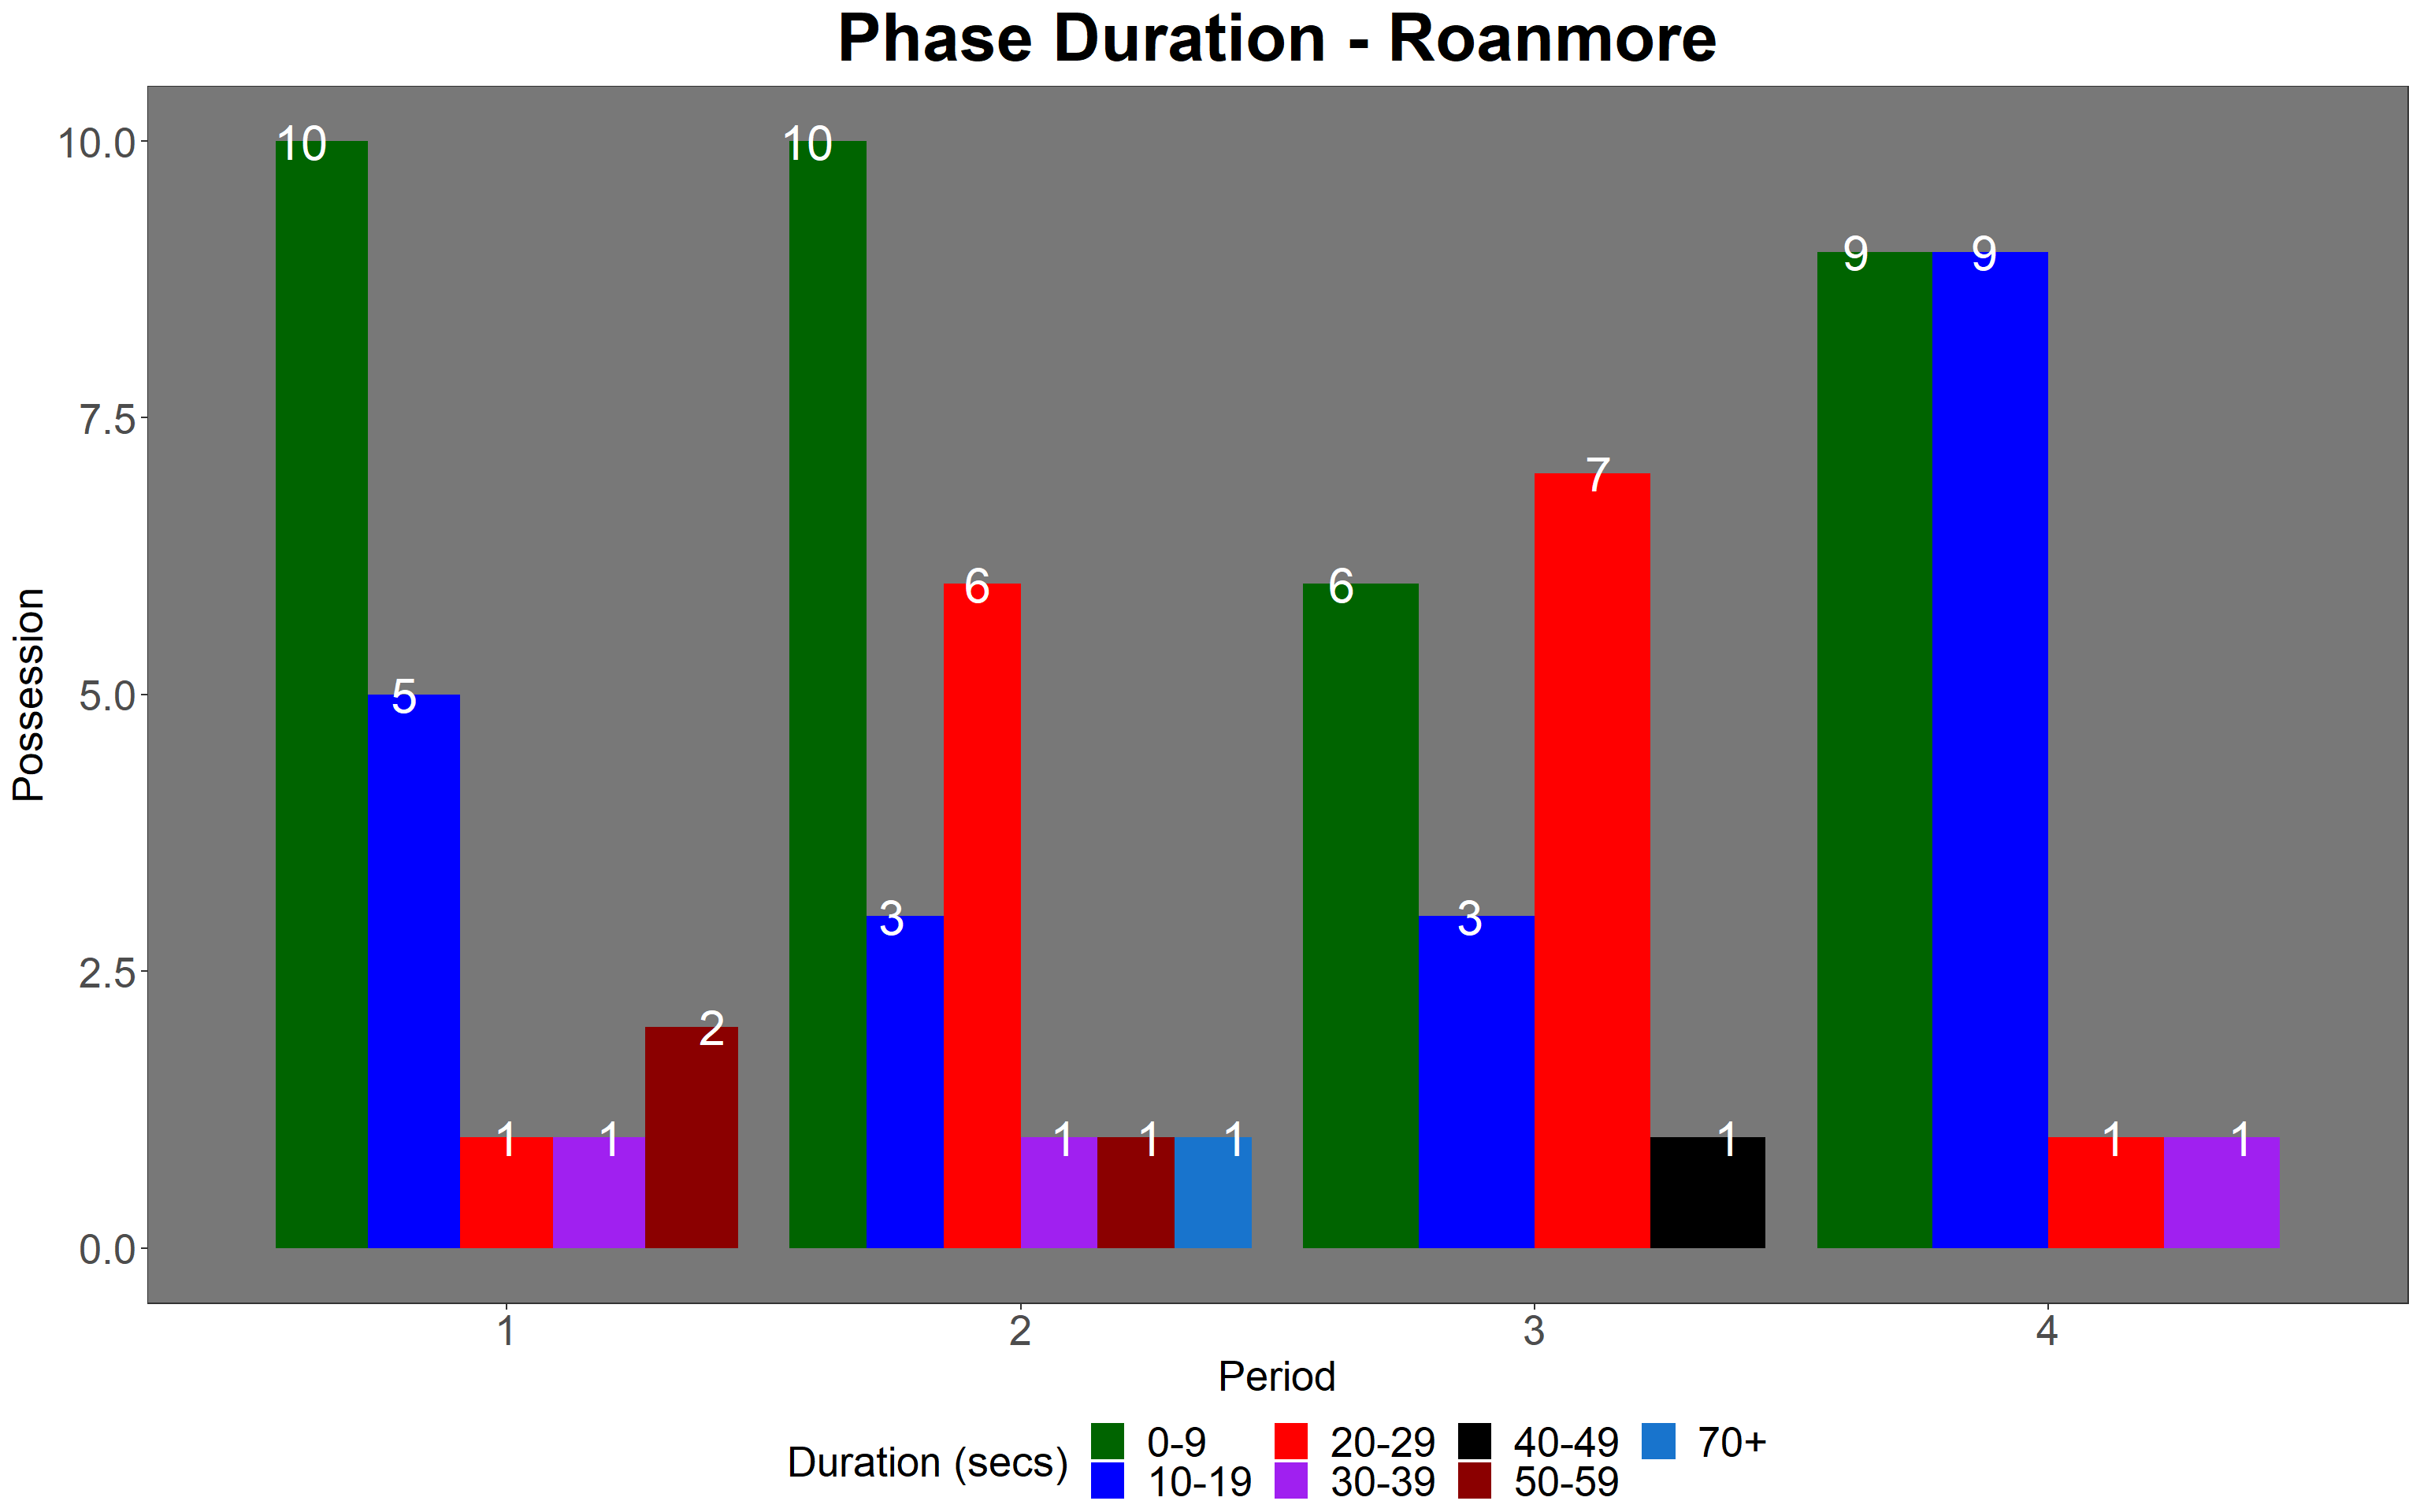 Phase Duration - Roanmore
10.0
7.5
5.0
2.5
0.0
Possession
10 5 1 1 2
10 3 6 1 1 1
6 3 7 1
9 9 1 1
1 2 3 4
Period
Duration (secs)
0-9 20-29 40-49 70+
10-19 30-39 50-59